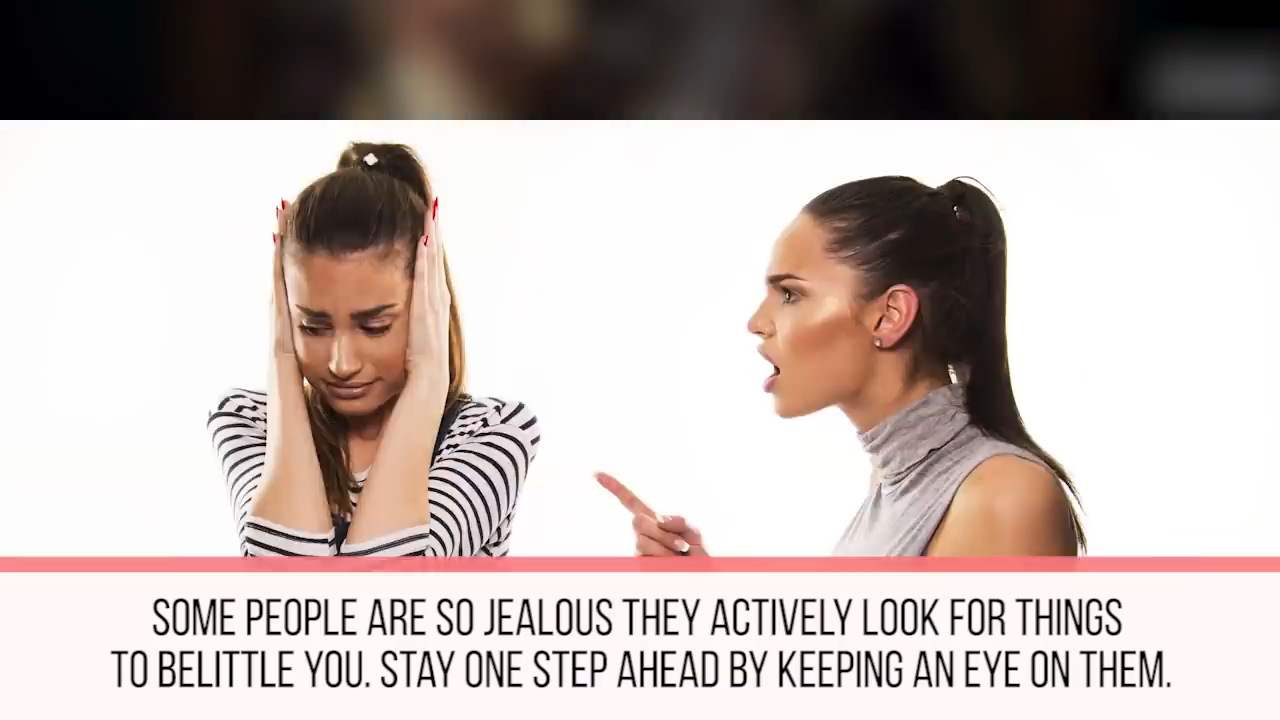 SOME PEOPLE ARE SO JEALOUS THEY ACTIVELY LOOK FOR THINGS
TO BELITTLE YOU. STAY ONE STEP AHEAD BY KEEPING AN EYE ON THEM.